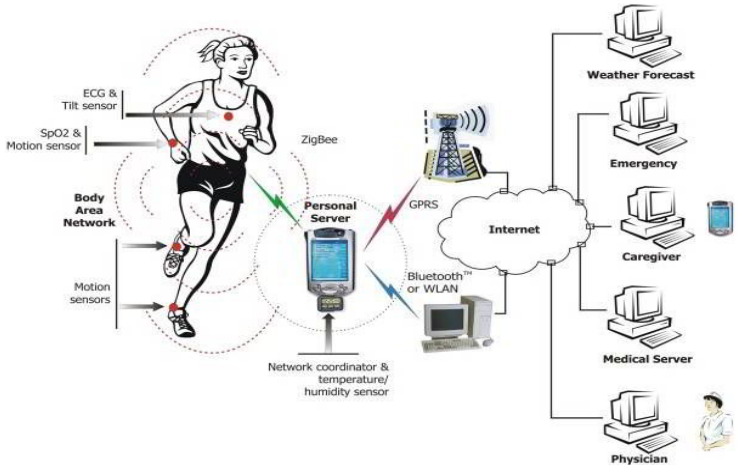 ECG &
Tilt sensor
SpO2 &
Motion sensor
Body
Area
Network
Motion
sensors
ZigBee
Personal
Server
Network coordinator &
temperature/
humidity sensor
GPRS
Bluetooth™
or WLAN
Internet
Weather Forecast
Emergency
Caregiver
Medical Server
Physician